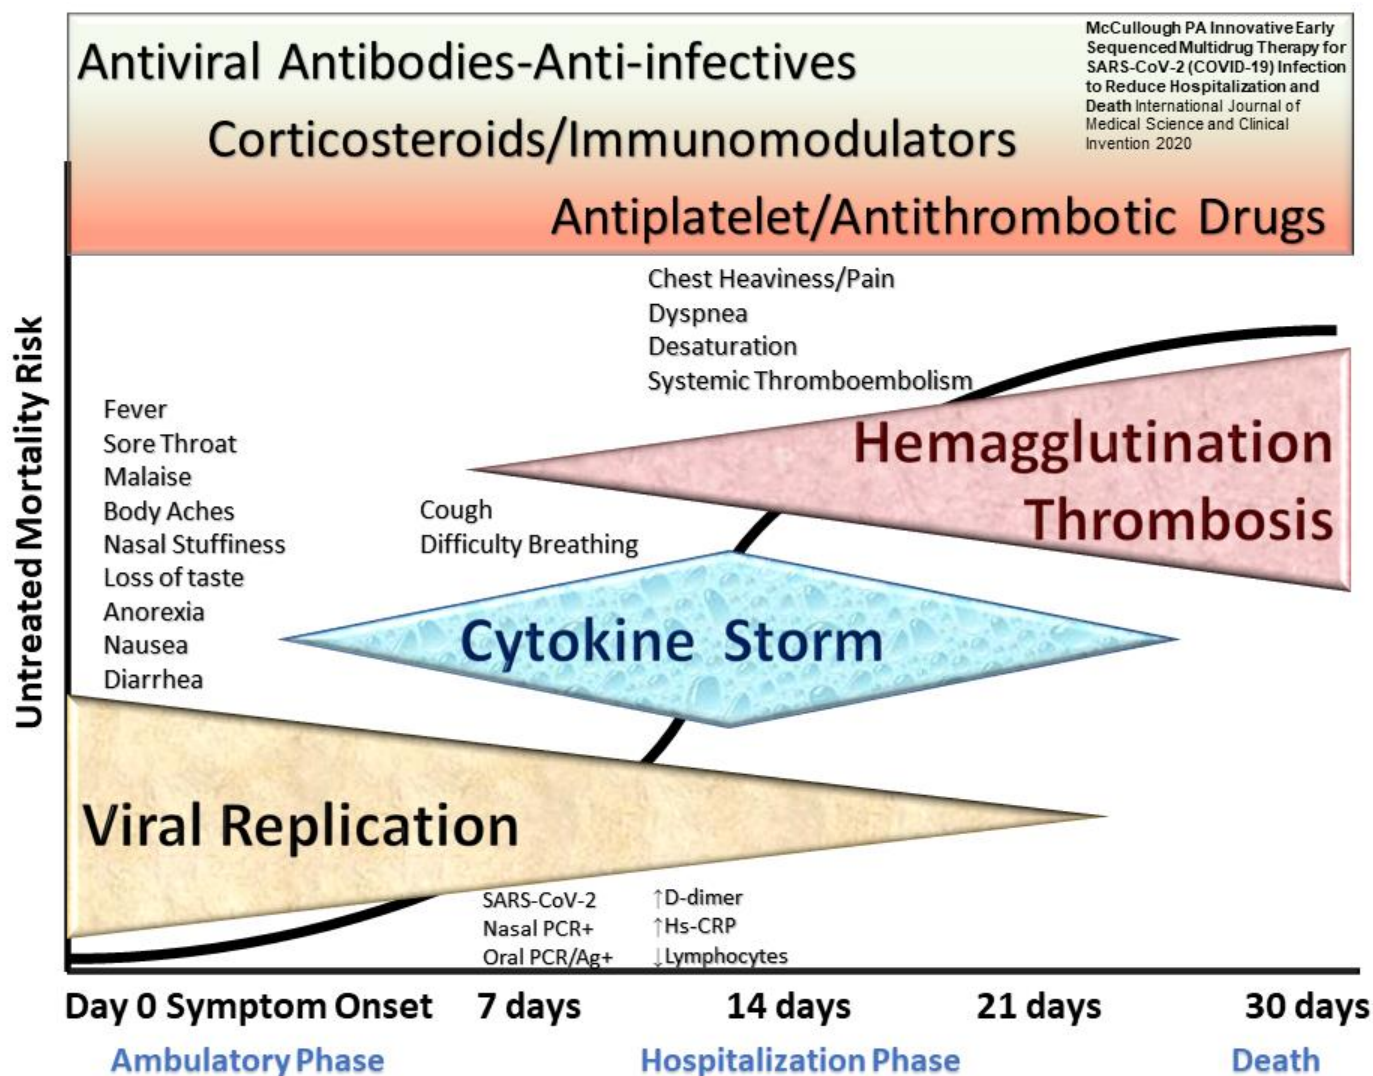 Antiviral Antibodies-Anti-infectives
Corticosteroids/Immunomodulators
Antiplatelet/Antithrombotic Drugs
McCullough PA Innovative Early
Sequenced Multidrug Therapy for
SARS-CoV-2 (COVID-19) Infection
to Reduce Hospitalization and
Death International Journal of
Medical Science and Clinical
Invention 2020
Untreated Mortality Risk
Chest Heaviness/Pain
Dyspnea
Desaturation
Systemic Thromboembolism
Fever
Sore Throat
Malaise
Body Aches
Nasal Stuffiness
Loss of taste
Anorexia
Nausea
Diarrhea
Cough
Difficulty Breathing
Hemagglutination
Thrombosis
Cytokine Storm
Viral Replication
SARS-CoV-2
Nasal PCR+
Oral PCR/Ag+
↑D-dimer
↑Hs-CRP
↓Lymphocytes
Day 0 Symptom Onset 7 days 14 days 21 days 30 days
Ambulatory Phase Hospitalization Phase Death